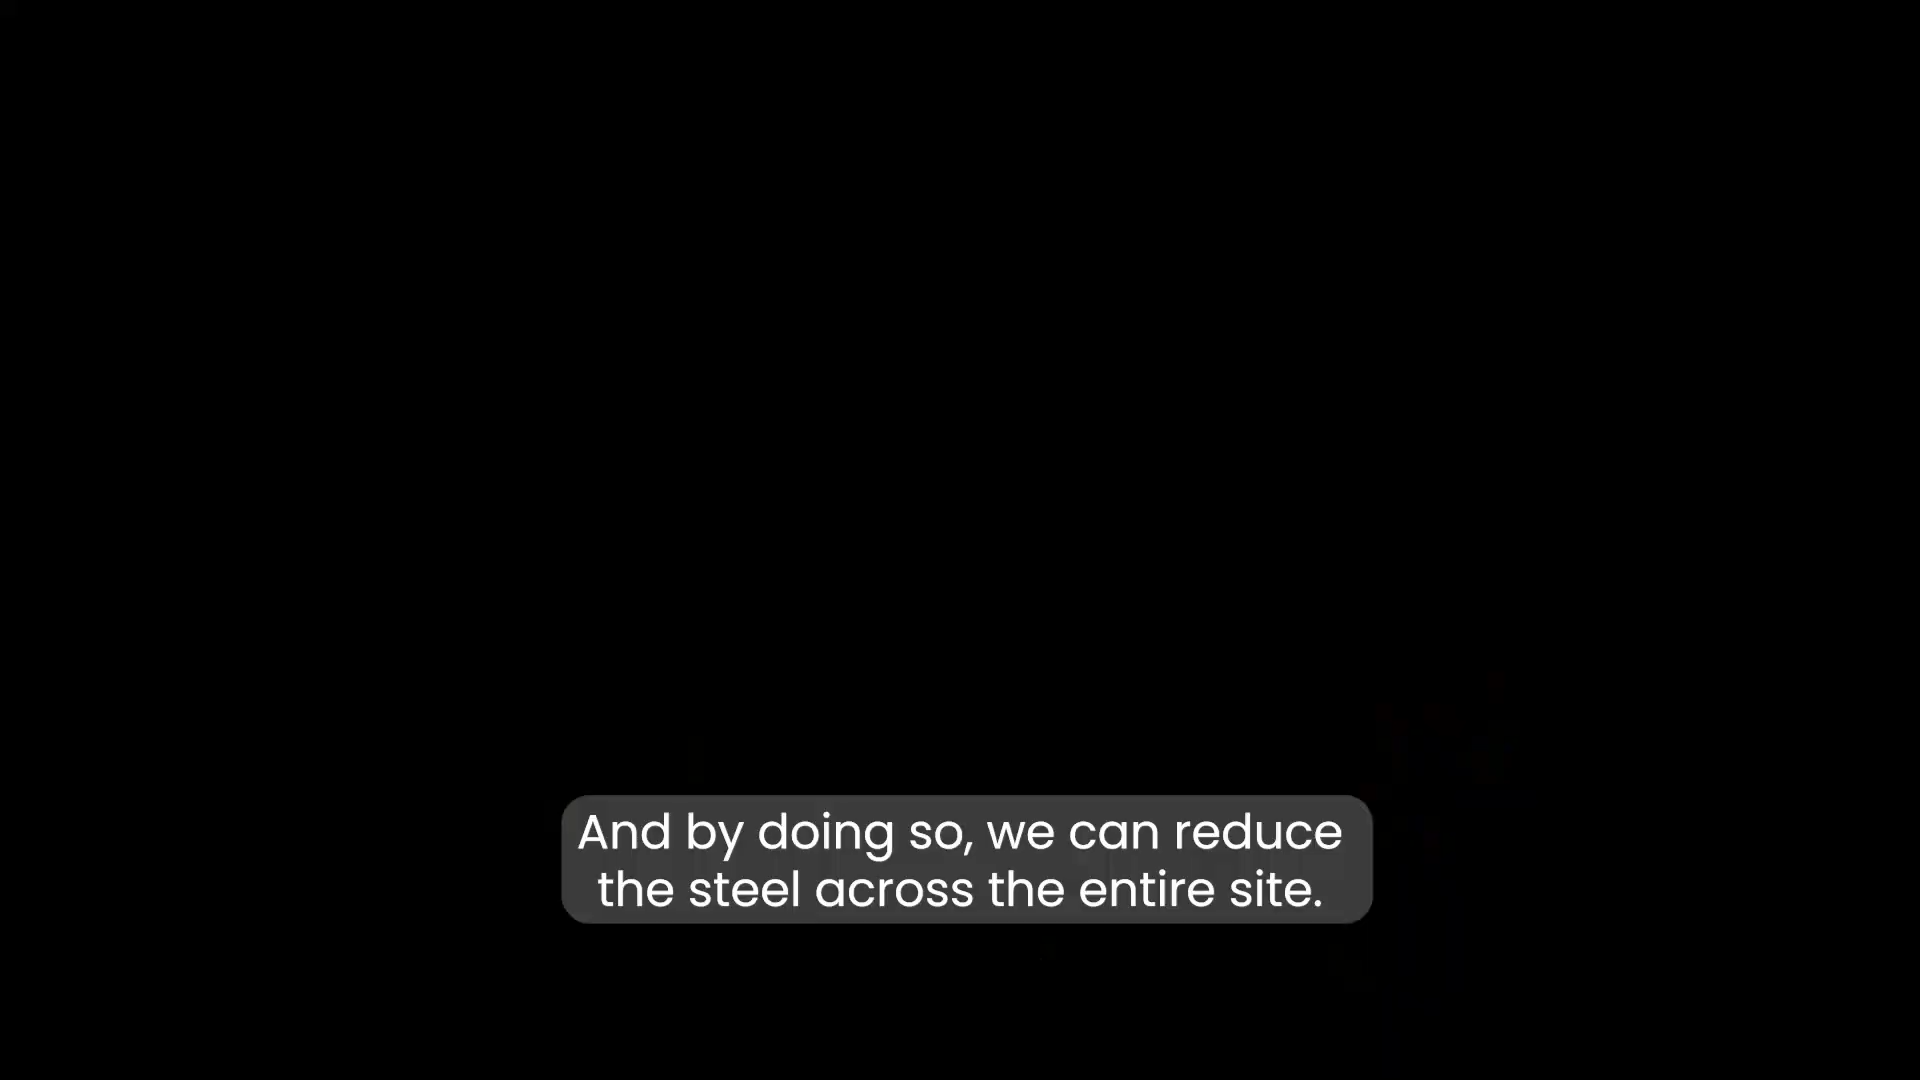 And by doing so, we can reduce
the steel across the entire site.